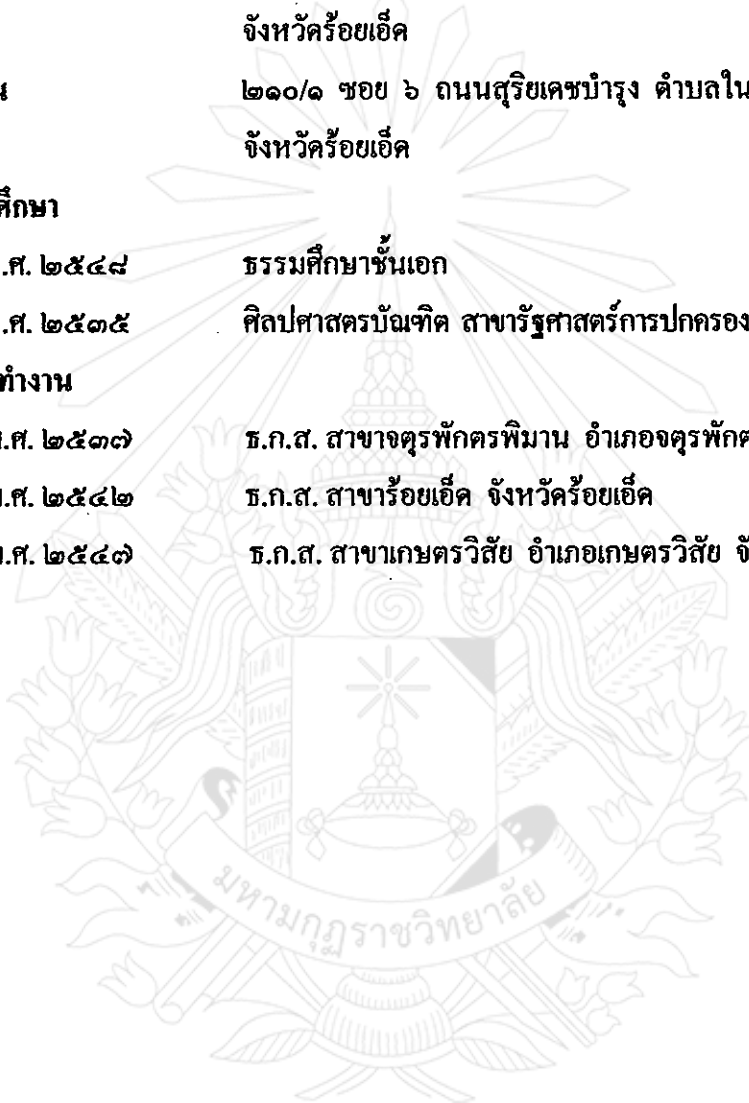 จังหวัดร้อยเอ็ด
๒๑๐/๑ ซอย ๖ ถนนสุริยเดชบำรุง ตำบลใน
จังหวัดร้อยเอ็ด
ศึกษา
.ศ. ๒๕๔๘ ธรรมศึกษาชั้นเอก
.ศ. ๒๕๓๕ ศิลปศาสตรบัณฑิต สาขารัฐศาสตร์การปกครอง
ทำงาน
.ศ. ๒๕๓๗ ธ.ก.ส. สาขาจตุรพักตรพิมาน อำเภอจตุรพักต
.ศ. ๒๕๔๒ ธ.ก.ส. สาขาร้อยเอ็ด จังหวัดร้อยเอ็ด
.ศ. ๒๕๔๗ ธ.ก.ส. สาขาเกษตรวิสัย อำเภอเกษตรวิสัย จั
มหามกุฏราชวิทยาลัย